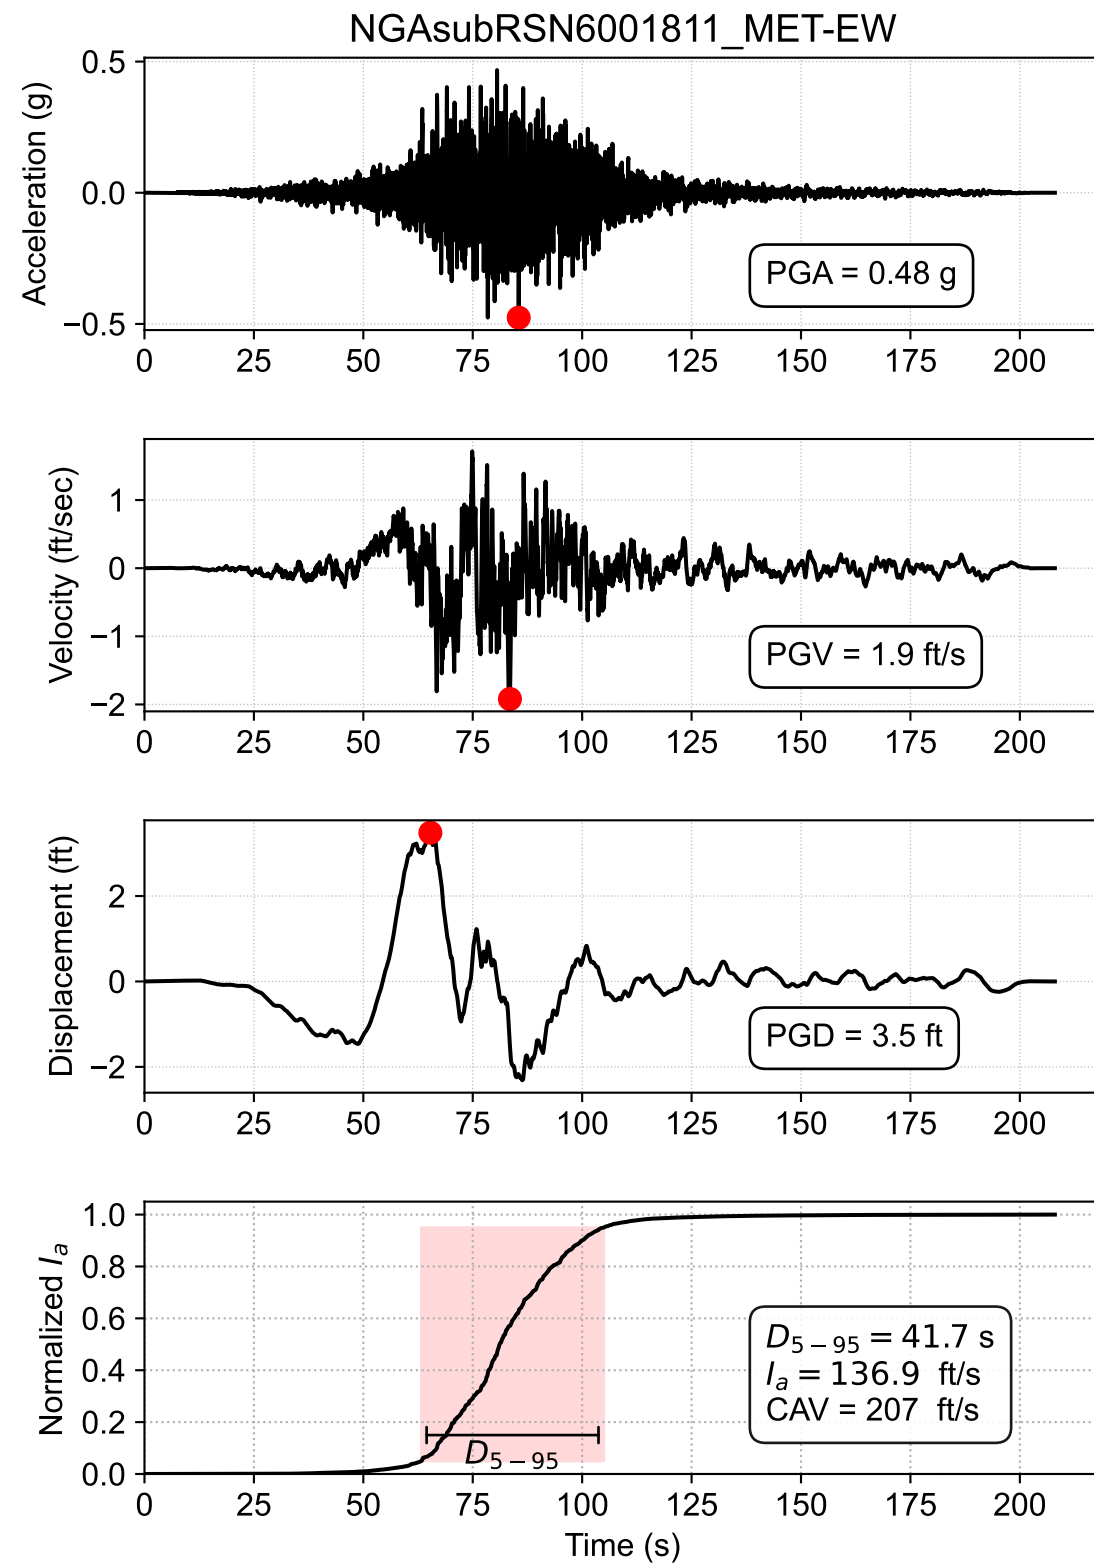 NGAsubRSN6001811_MET-EW
Acceleration (g)
0.5
0.0
−0.5
PGA = 0.48 g
0 25 50 75 100 125 150 175 200
Velocity (ft/sec)
1
0
−1
−2
PGV = 1.9 ft/s
0 25 50 75 100 125 150 175 200
Displacement (ft)
2
0
−2
PGD = 3.5 ft
0 25 50 75 100 125 150 175 200
Normalized Iₐ
1.0
0.8
0.6
0.4
0.2
0.0
D₅₋₉₅ = 41.7 s
Iₐ = 136.9 ft/s
CAV = 207 ft/s
D₅₋₉₅
0 25 50 75 100 125 150 175 200
Time (s)